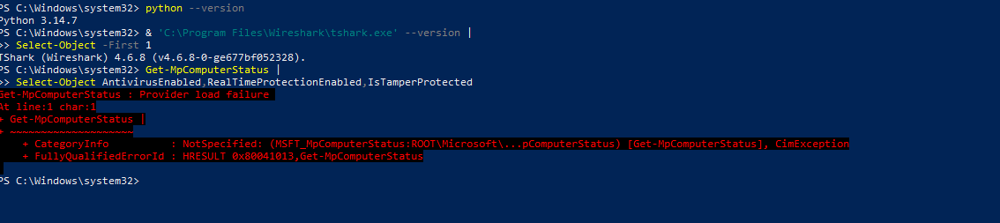 PS C:\Windows\system32> python --version
Python 3.14.7
PS C:\Windows\system32> & 'C:\Program Files\Wireshark\tshark.exe' --version |
>> Select-Object -First 1
TShark (Wireshark) 4.6.8 (v4.6.8-0-ge677bf052328).
PS C:\Windows\system32> Get-MpComputerStatus |
>> Select-Object AntivirusEnabled,RealTimeProtectionEnabled,IsTamperProtected
Get-MpComputerStatus : Provider load failure
At line:1 char:1
+ Get-MpComputerStatus |
+ ~~~~~~~~~~~~~~~~~~~~
    + CategoryInfo          : NotSpecified: (MSFT_MpComputerStatus:ROOT\Microsoft\...pComputerStatus) [Get-MpComputerStatus], CimException
    + FullyQualifiedErrorId : HRESULT 0x80041013,Get-MpComputerStatus
PS C:\Windows\system32>